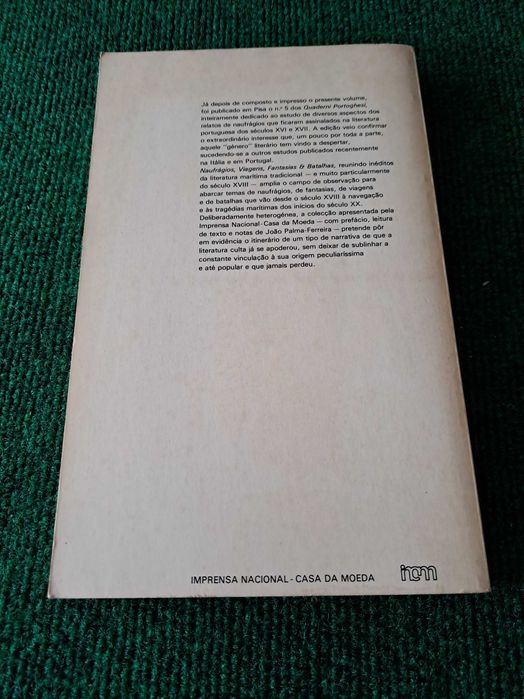 Já depois de composto e impresso o presente volume,
foi publicado em Pisa o n.º 5 dos Quaderni Portoghesi,
inteiramente dedicado ao estudo de diversos aspectos dos
relatos de naufrágios que ficaram assinalados na literatura
portuguesa dos séculos XVI e XVII. A edição veio confirmar
o extraordinário interesse que, um pouco por toda a parte,
aquele "género" literário tem vindo a despertar,
sucedendo-se a outros estudos publicados recentemente
na Itália e em Portugal.
Naufrágios, Viagens, Fantasias & Batalhas, reunindo inéditos
da literatura marítima tradicional — e muito particularmente
do século XVIII — amplia o campo de observação para
abarcar temas de naufrágios, de fantasias, de viagens
e de batalhas que vão desde o século XVIII à navegação
e às tragédias marítimas dos inícios do século XX.
Deliberadamente heterogénea, a colecção apresentada pela
Imprensa Nacional-Casa da Moeda — com prefácio, leitura
de texto e notas de João Palma-Ferreira — pretende pôr
em evidência o itinerário de um tipo de narrativa de que a
literatura culta já se apoderou, sem deixar de sublinhar a
constante vinculação à sua origem peculiaríssima
e até popular e que jamais perdeu.
IMPRENSA NACIONAL - CASA DA MOEDA
incm